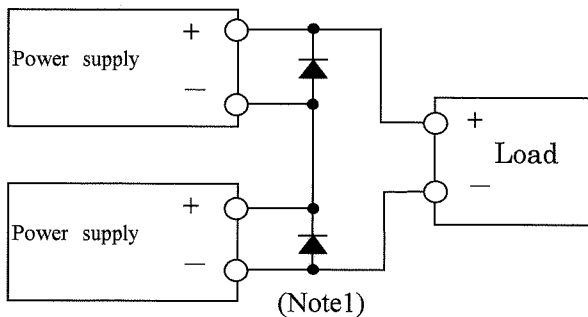 +
Power supply
—
+
Load
—
+
Power supply
—
(Note1)